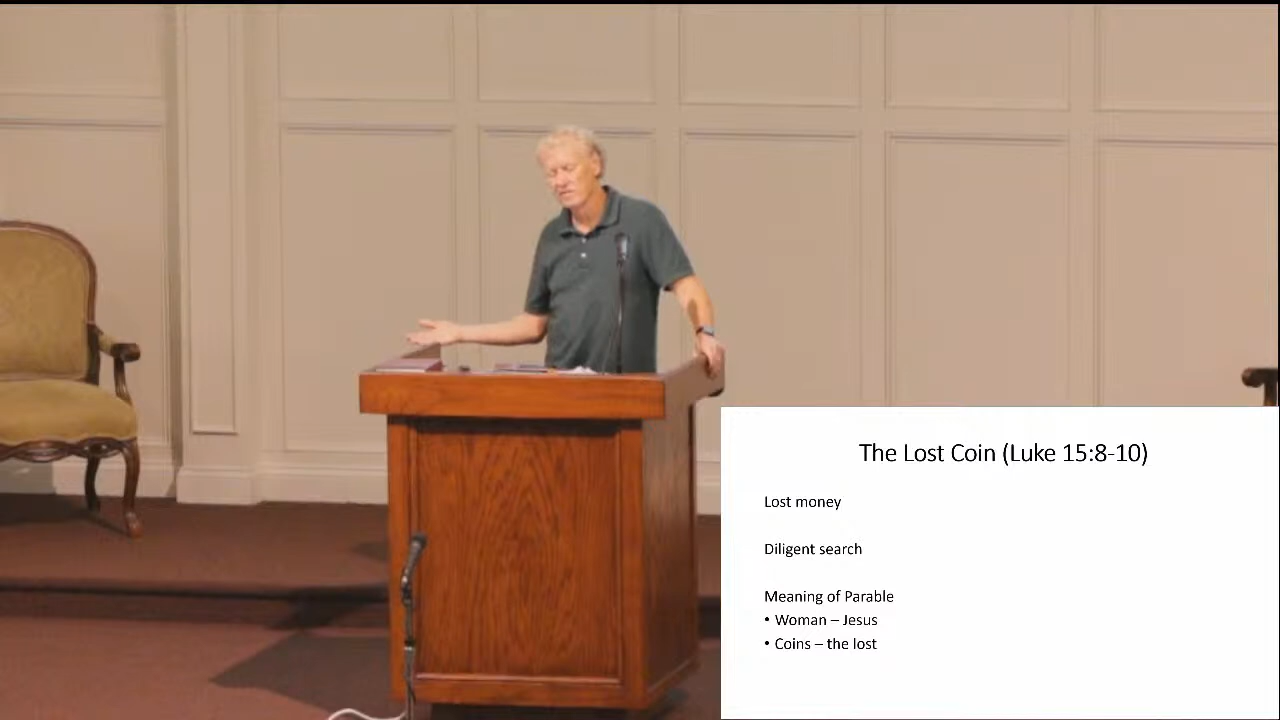 The Lost Coin (Luke 15:8-10)
Lost money
Diligent search
Meaning of Parable
• Woman – Jesus
• Coins – the lost